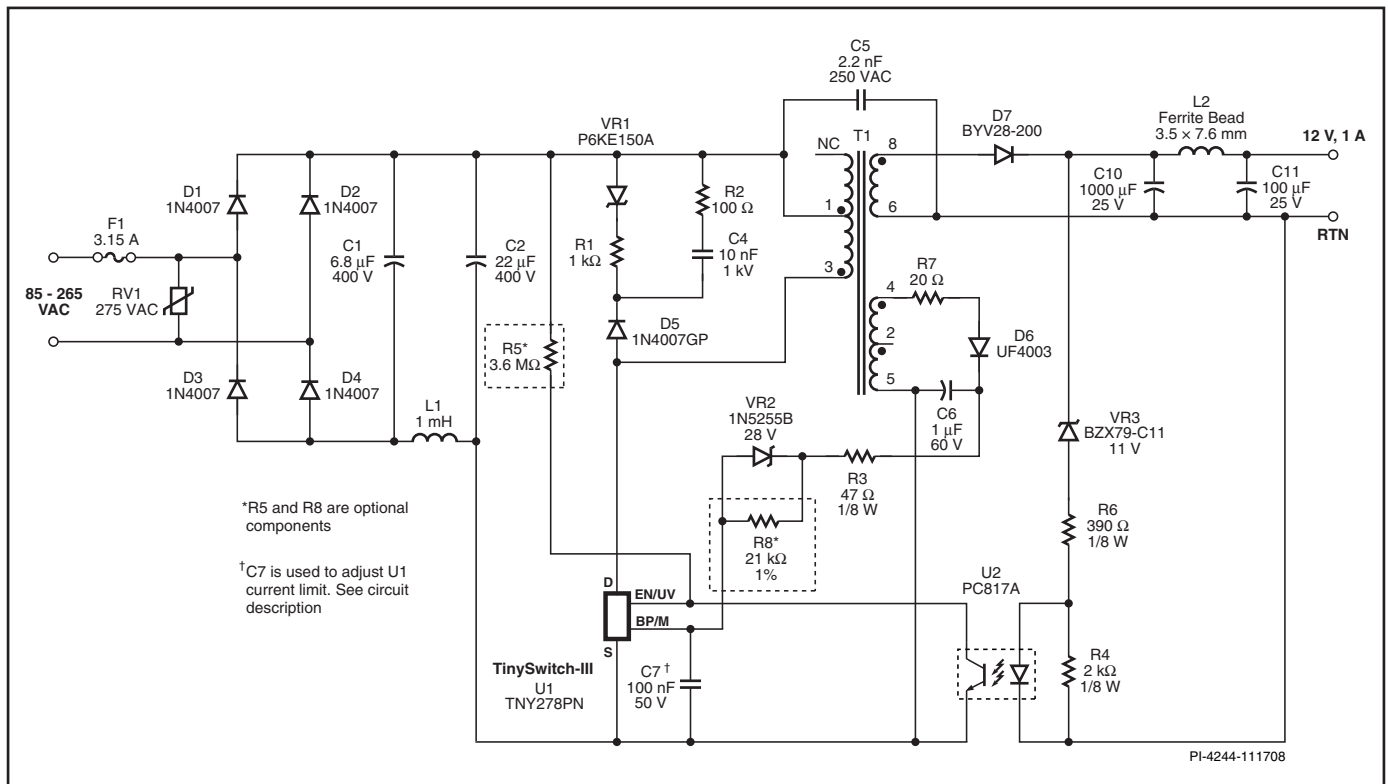 C5
2.2 nF
250 VAC
D7
BYV28-200
L2
Ferrite Bead
3.5 × 7.6 mm
12 V, 1 A
VR1
P6KE150A
NC
T1
8
D1
1N4007
D2
1N4007
R2
100 Ω
C10
1000 µF
25 V
C11
100 µF
25 V
F1
3.15 A
1
6
RTN
C1
6.8 µF
400 V
C2
22 µF
400 V
R1
1 kΩ
C4
10 nF
1 kV
3
R7
20 Ω
85 - 265
VAC
RV1
275 VAC
4
D5
1N4007GP
2
D6
UF4003
R5*
3.6 MΩ
D3
1N4007
D4
1N4007
5
L1
1 mH
VR2
1N5255B
28 V
C6
1 µF
60 V
VR3
BZX79-C11
11 V
R3
47 Ω
1/8 W
*R5 and R8 are optional
components
R8*
21 kΩ
1%
R6
390 Ω
1/8 W
†C7 is used to adjust U1
current limit. See circuit
description
D
EN/UV
BP/M
S
U2
PC817A
TinySwitch-III
U1
TNY278PN
C7 †
100 nF
50 V
R4
2 kΩ
1/8 W
PI-4244-111708